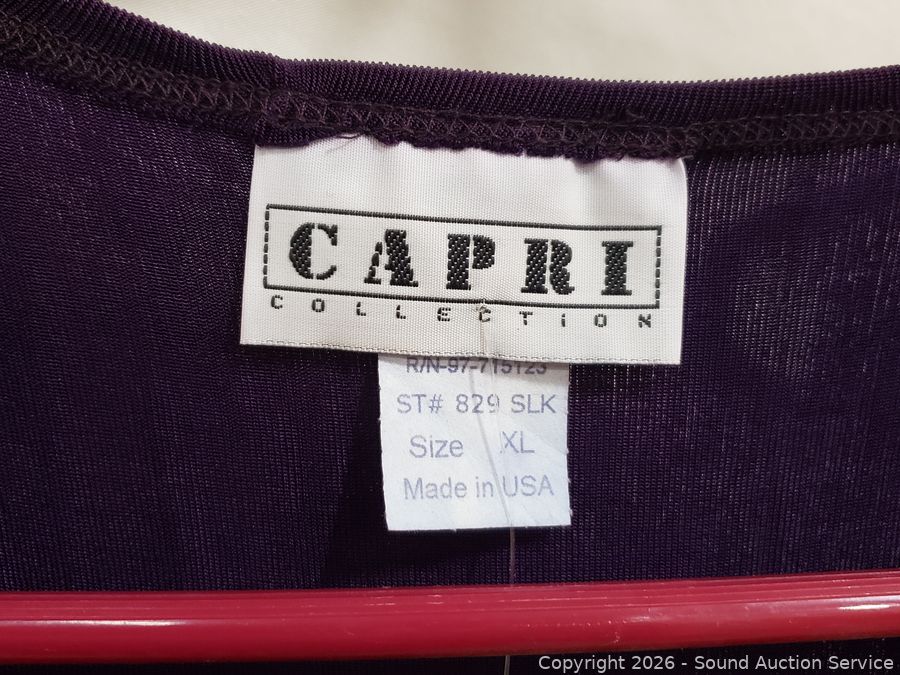 CAPRI
COLLECTION
R/N-97-715123
ST# 829 SLK
Size XL
Made in USA
Copyright 2026 - Sound Auction Service